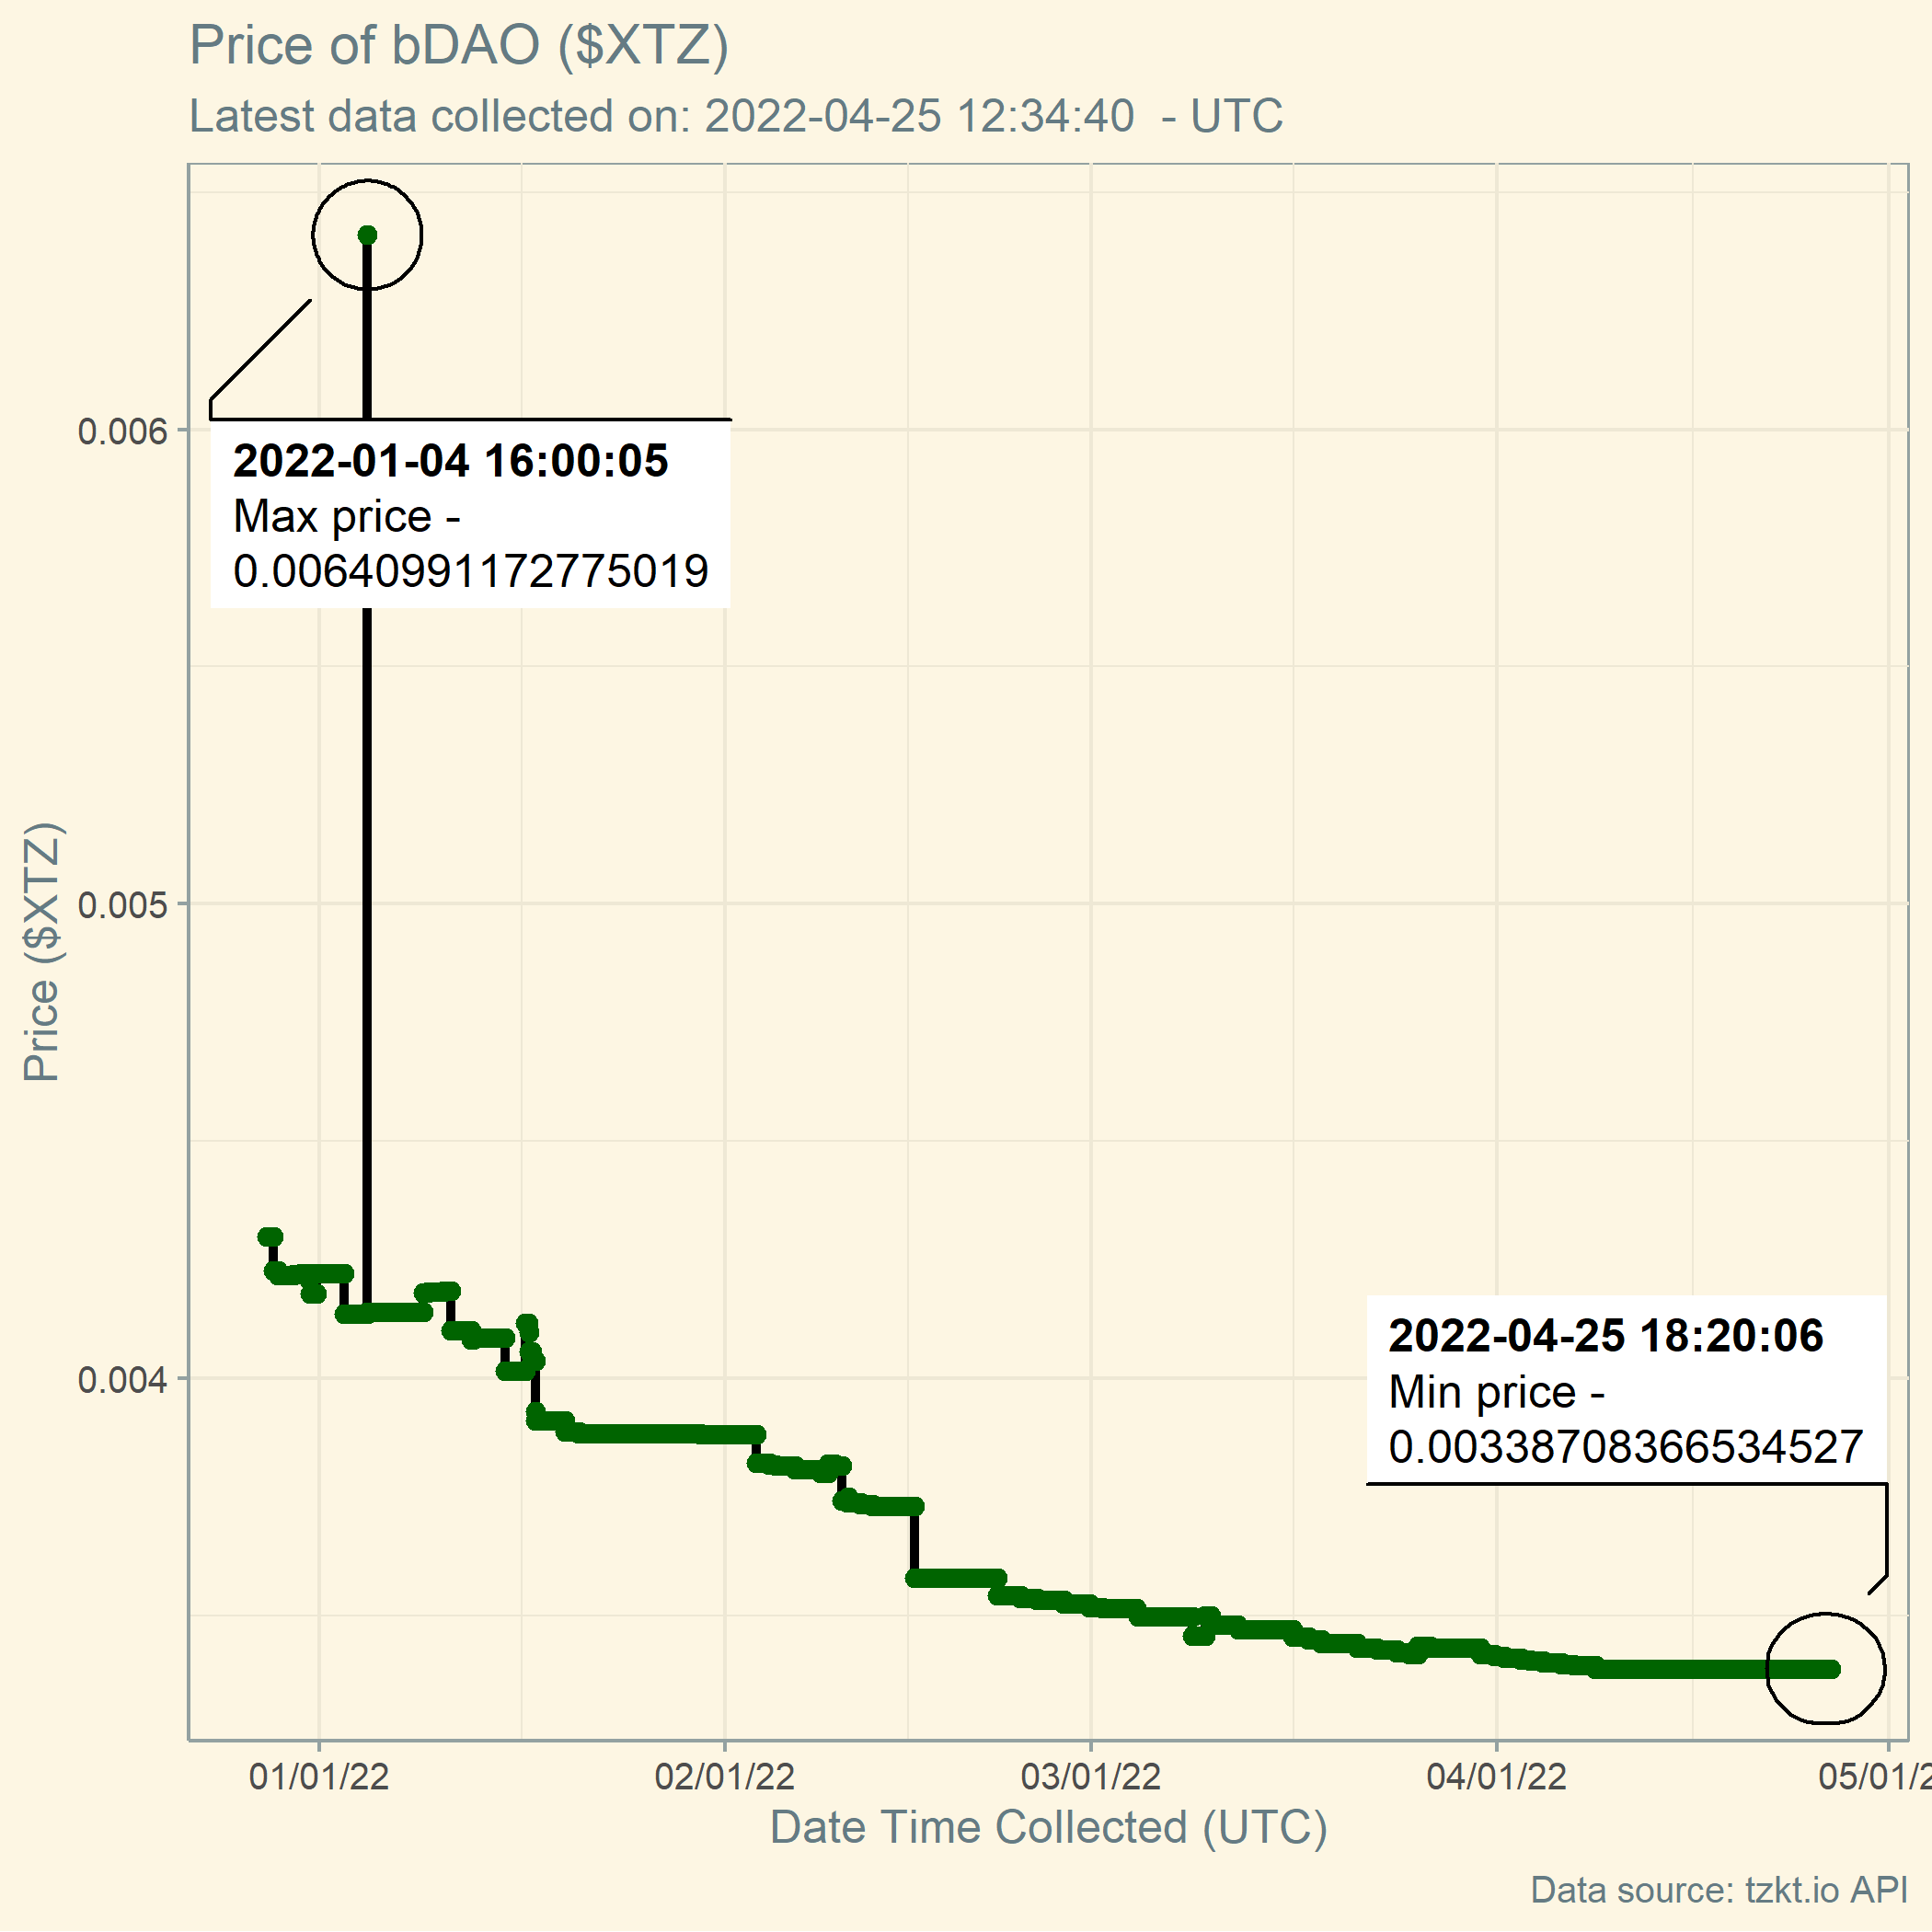 Price of bDAO ($XTZ)
Latest data collected on: 2022-04-25 12:34:40  - UTC
2022-01-04 16:00:05
Max price -
0.00640991172775019
0.006
0.005
0.004
Price ($XTZ)
2022-04-25 18:20:06
Min price -
0.00338708366534527
01/01/22 02/01/22 03/01/22 04/01/22 05/01/2
Date Time Collected (UTC)
Data source: tzkt.io API